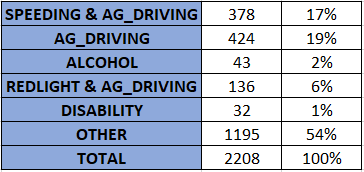 SPEEDING & AG_DRIVING 378 17%
AG_DRIVING 424 19%
ALCOHOL 43 2%
REDLIGHT & AG_DRIVING 136 6%
DISABILITY 32 1%
OTHER 1195 54%
TOTAL 2208 100%